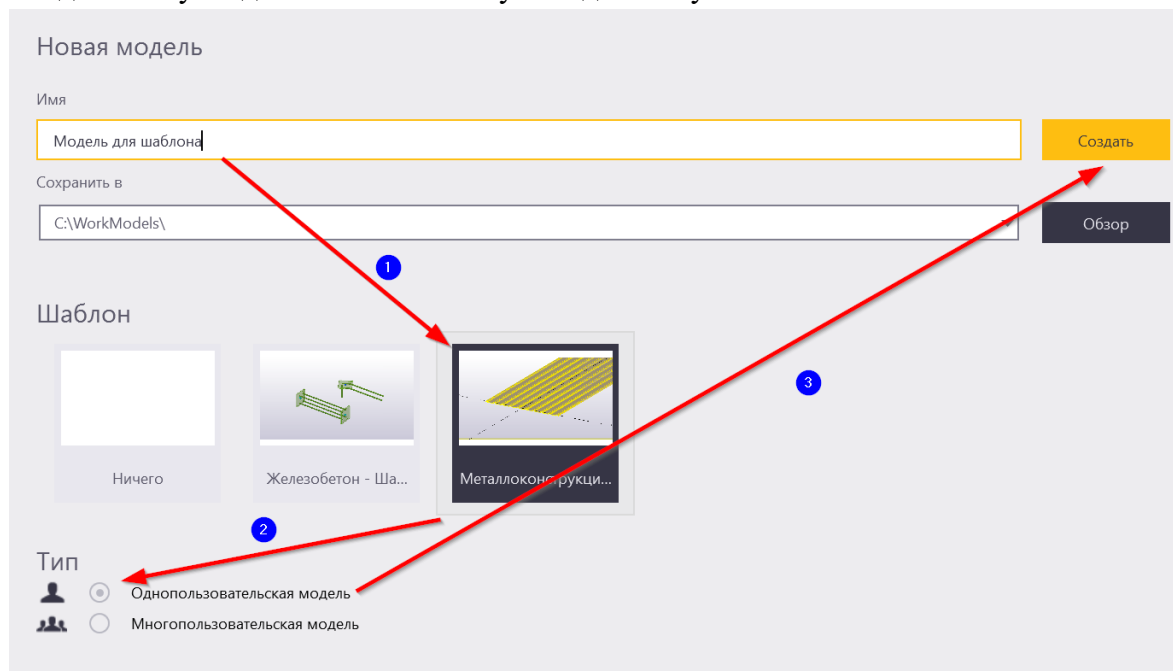 Новая модель
Имя
Модель для шаблона
Создать
Сохранить в
C:\WorkModels\
Обзор
1
Шаблон
3
Ничего
Железобетон - Ша...
Металлоконструкци...
2
Тип
Однопользовательская модель
Многопользовательская модель